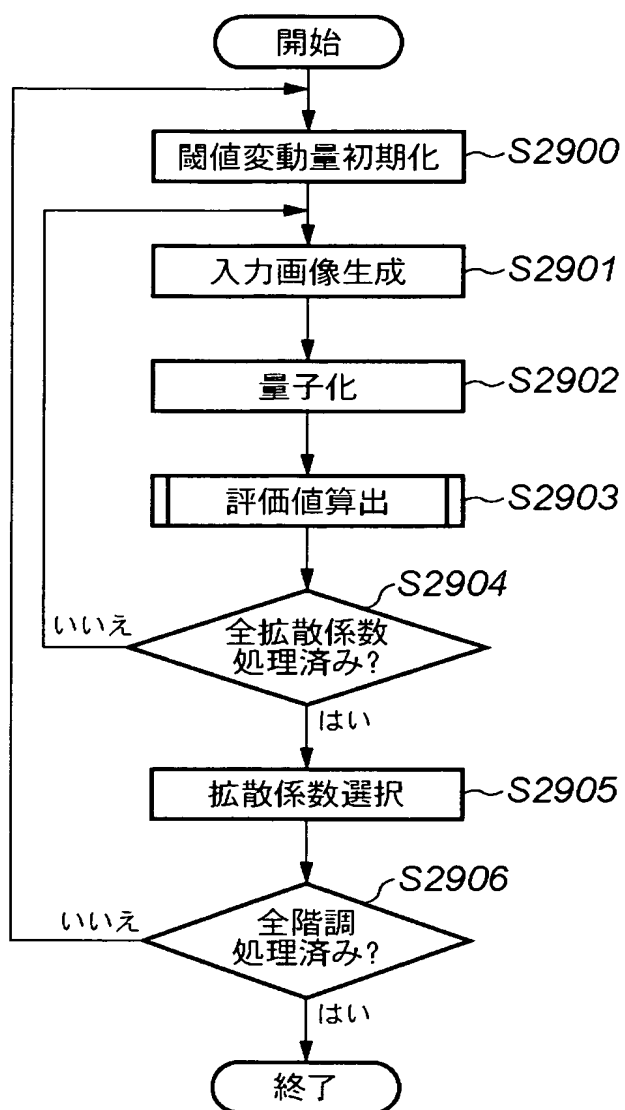 開始
閾値変動量初期化 S2900
入力画像生成 S2901
量子化 S2902
評価値算出 S2903
S2904
いいえ
全拡散係数
処理済み?
はい
拡散係数選択 S2905
S2906
いいえ
全階調
処理済み?
はい
終了